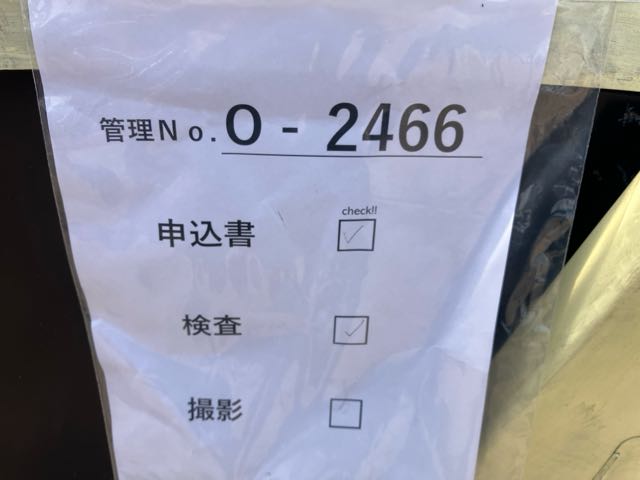 管理No.O-2466
check!!
申込書 ☑
検査 ☑
撮影 ☐